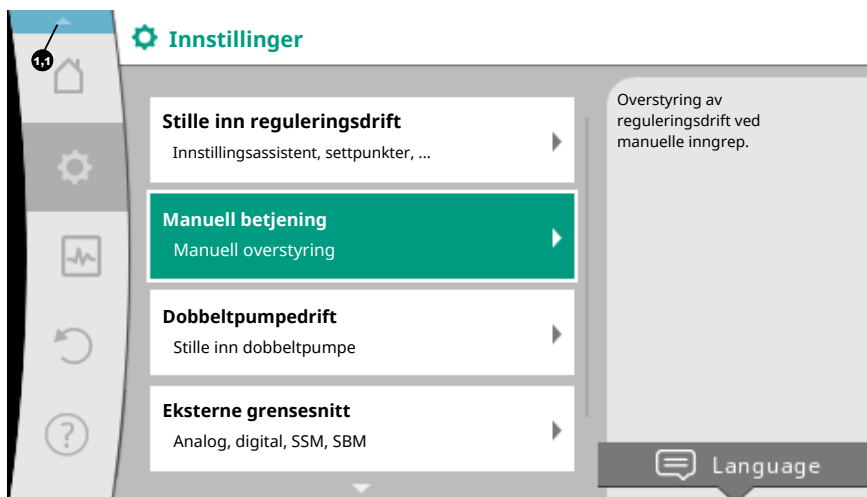 1,1
Innstillinger
Stille inn reguleringsdrift
Innstillingsassistent, settpunkter, ...
Manuell betjening
Manuell overstyring
Dobbeltpumpedrift
Stille inn dobbeltpumpe
Eksterne grensesnitt
Analog, digital, SSM, SBM
Overstyring av
reguleringsdrift ved
manuelle inngrep.
Language